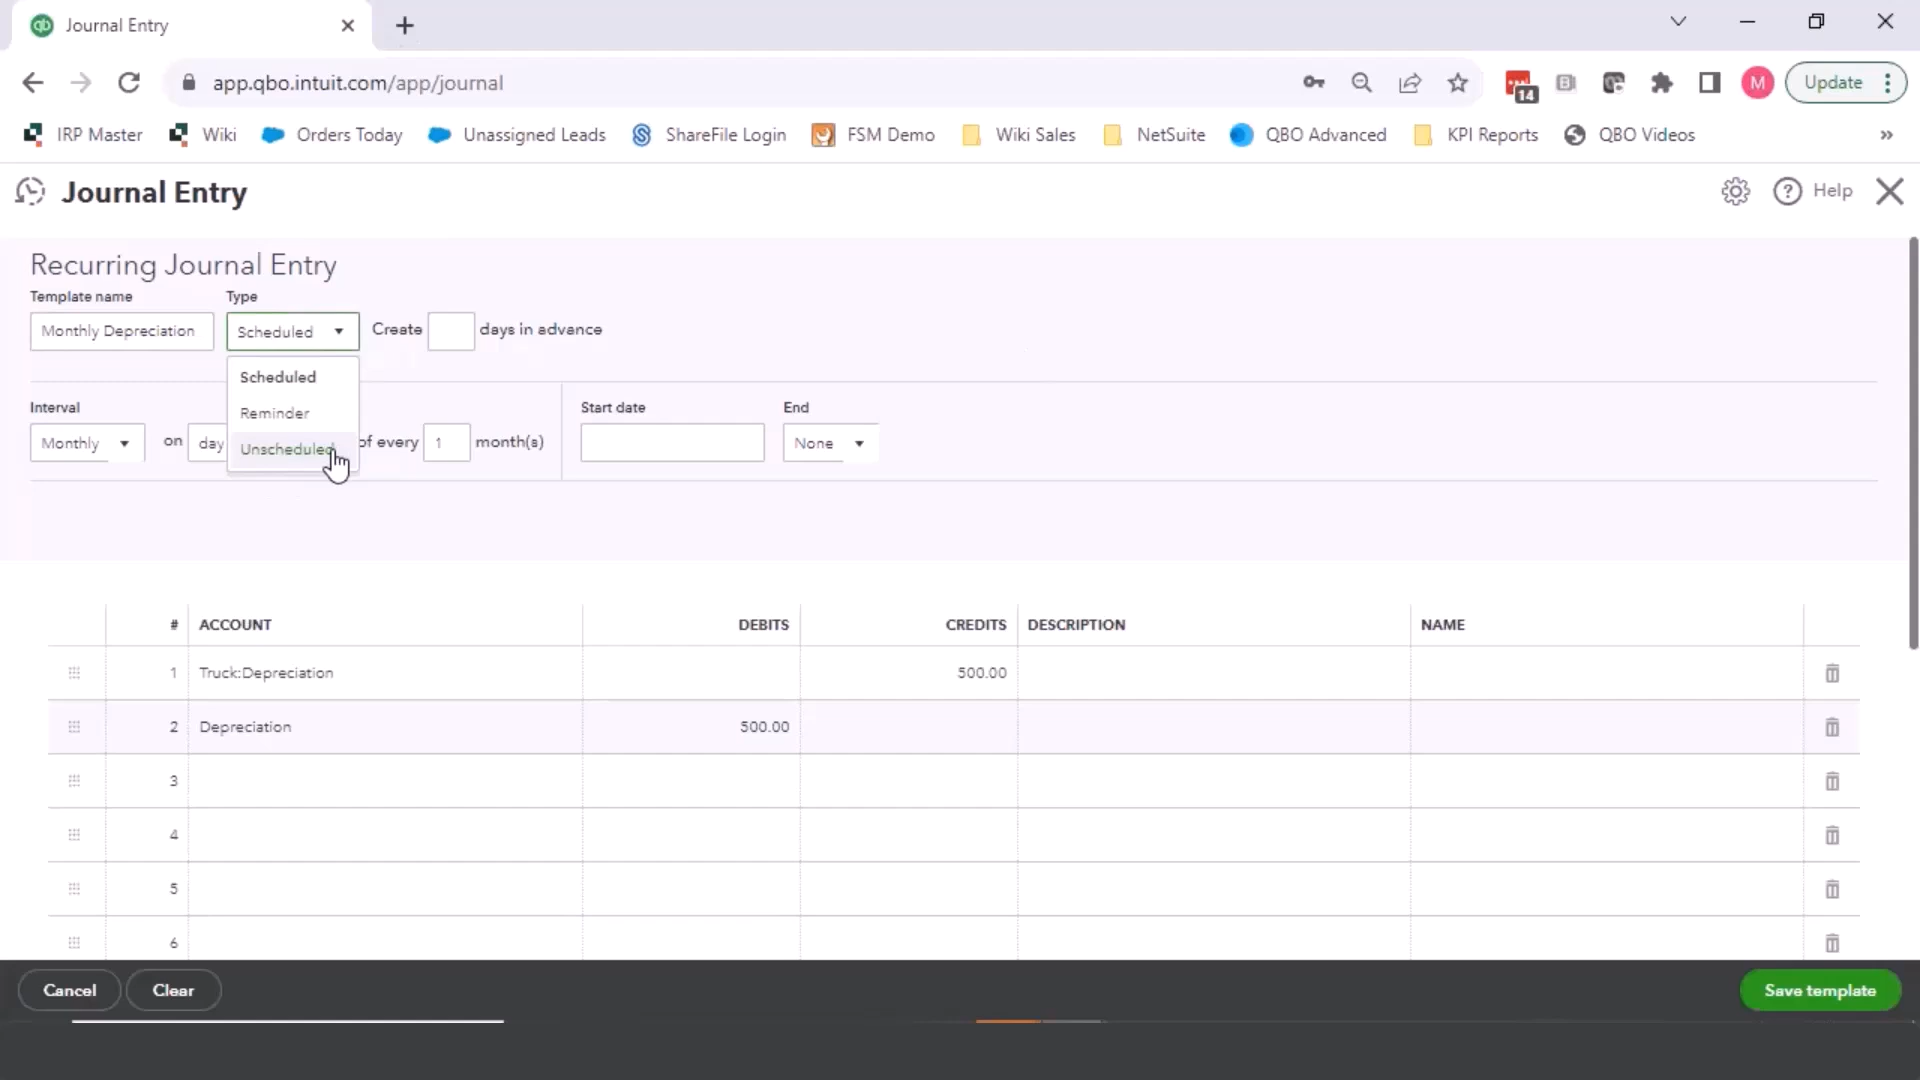 Journal Entry
app.qbo.intuit.com/app/journal
14
M
Update
IRP Master Wiki Orders Today Unassigned Leads ShareFile Login FSM Demo Wiki Sales NetSuite QBO Advanced KPI Reports QBO Videos »
Journal Entry
Help
Recurring Journal Entry
Template name Type
Monthly Depreciation Scheduled Create days in advance
Scheduled
Reminder
Unscheduled
Interval Start date End
Monthly on day of every 1 month(s) None
# ACCOUNT DEBITS CREDITS DESCRIPTION NAME
1 Truck:Depreciation 500.00
2 Depreciation 500.00
3
4
5
6
Cancel Clear Save template